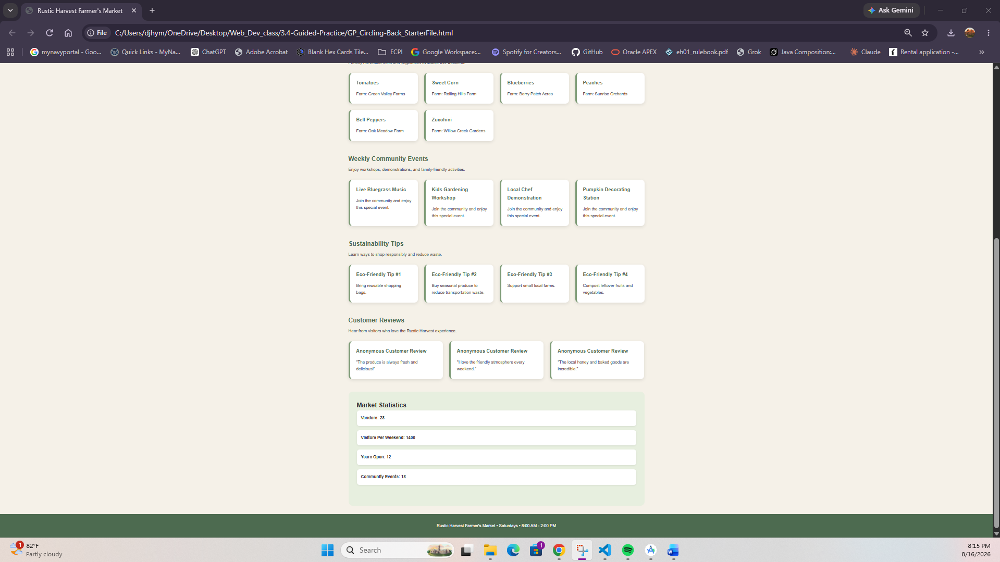 Rustic Harvest Farmer's Market
Ask Gemini
File
C:/Users/djhym/OneDrive/Desktop/Web_Dev_class/3.4-Guided-Practice/GP_Circling-Back_StarterFile.html
mynavyportal - Goo...
Quick Links - MyNa...
ChatGPT
Adobe Acrobat
Blank Hex Cards Tile...
ECPI
Google Workspace:...
Spotify for Creators...
GitHub
Oracle APEX
eh01_rulebook.pdf
Grok
Java Composition:...
Claude
Rental application -...
Tomatoes
Farm: Green Valley Farms
Sweet Corn
Farm: Rolling Hills Farm
Blueberries
Farm: Berry Patch Acres
Peaches
Farm: Sunrise Orchards
Bell Peppers
Farm: Oak Meadow Farm
Zucchini
Farm: Willow Creek Gardens
Weekly Community Events
Enjoy workshops, demonstrations, and family-friendly activities.
Live Bluegrass Music
Join the community and enjoy
this special event.
Kids Gardening
Workshop
Join the community and enjoy
this special event.
Local Chef
Demonstration
Join the community and enjoy
this special event.
Pumpkin Decorating
Station
Join the community and enjoy
this special event.
Sustainability Tips
Learn ways to shop responsibly and reduce waste.
Eco-Friendly Tip #1
Bring reusable shopping
bags.
Eco-Friendly Tip #2
Buy seasonal produce to
reduce transportation waste.
Eco-Friendly Tip #3
Support small local farms.
Eco-Friendly Tip #4
Compost leftover fruits and
vegetables.
Customer Reviews
Hear from visitors who love the Rustic Harvest experience.
Anonymous Customer Review
"The produce is always fresh and
delicious!"
Anonymous Customer Review
"I love the friendly atmosphere every
weekend."
Anonymous Customer Review
"The local honey and baked goods are
incredible."
Market Statistics
Vendors: 28
Visitors Per Weekend: 1400
Years Open: 12
Community Events: 18
Rustic Harvest Farmer's Market • Saturdays • 8:00 AM - 2:00 PM
1
82°F
Partly cloudy
Search
1
8:15 PM
8/16/2026